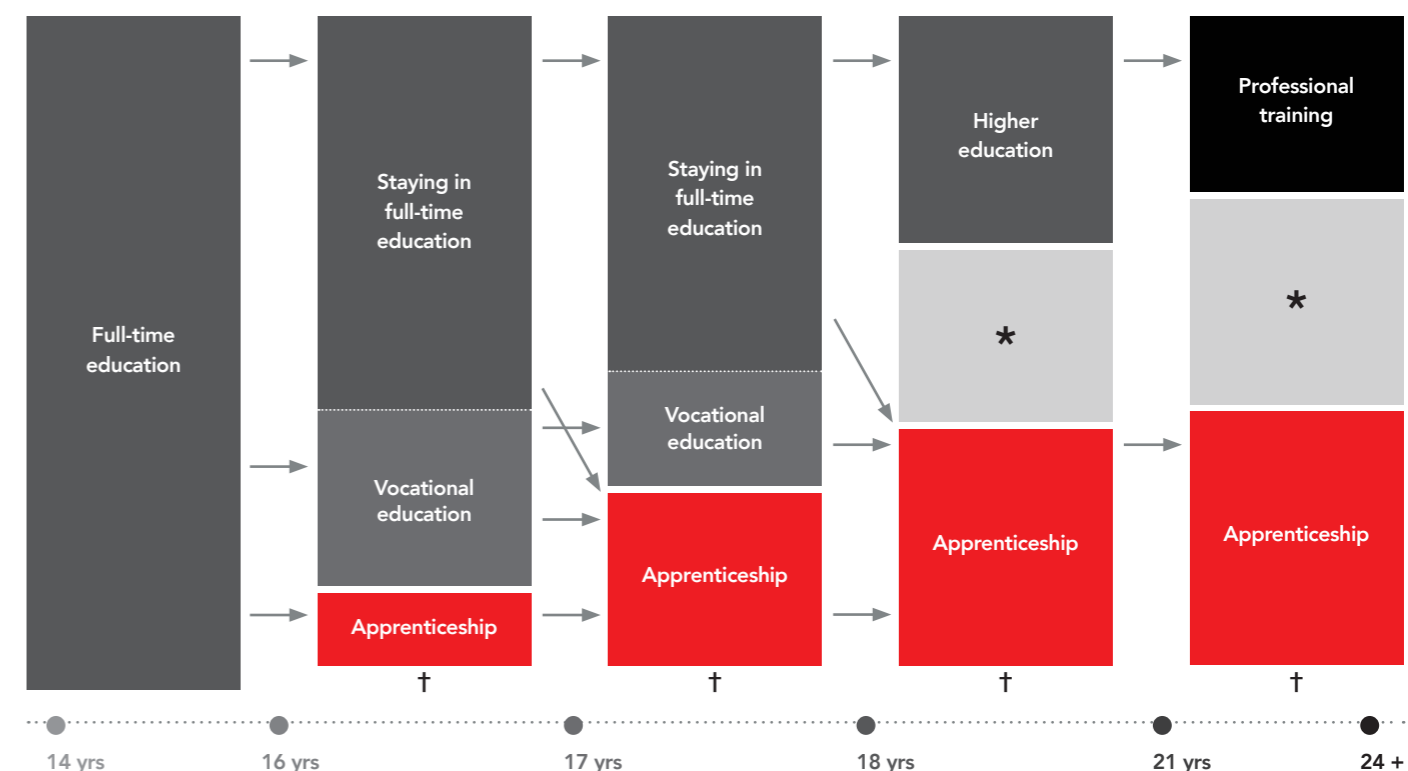 Full-time
education
Staying in
full-time
education
Vocational
education
Apprenticeship
†
Staying in
full-time
education
Vocational
education
Apprenticeship
†
Higher
education
*
Apprenticeship
†
Professional
training
*
Apprenticeship
†
14 yrs
16 yrs
17 yrs
18 yrs
21 yrs
24 +